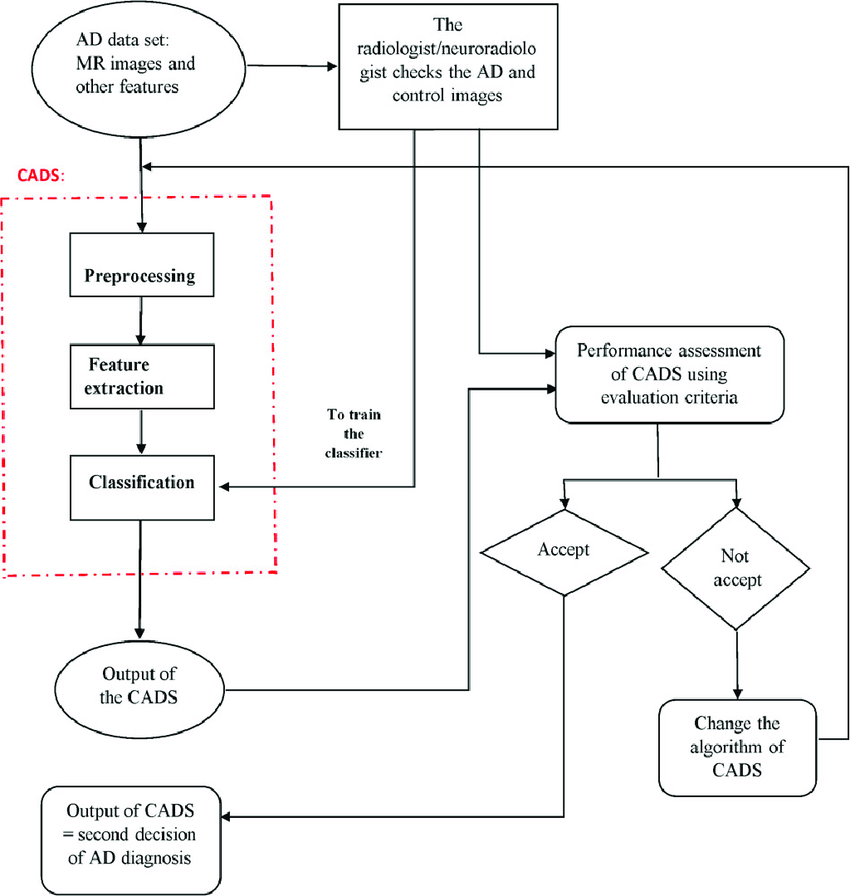 AD data set:
MR images and
other features
The
radiologist/neuroradiolo
gist checks the AD and
control images
CADS:
Preprocessing
Feature
extraction
Classification
To train
the
classifier
Performance assessment
of CADS using
evaluation criteria
Accept
Not
accept
Output of
the CADS
Change the
algorithm of
CADS
Output of CADS
= second decision
of AD diagnosis